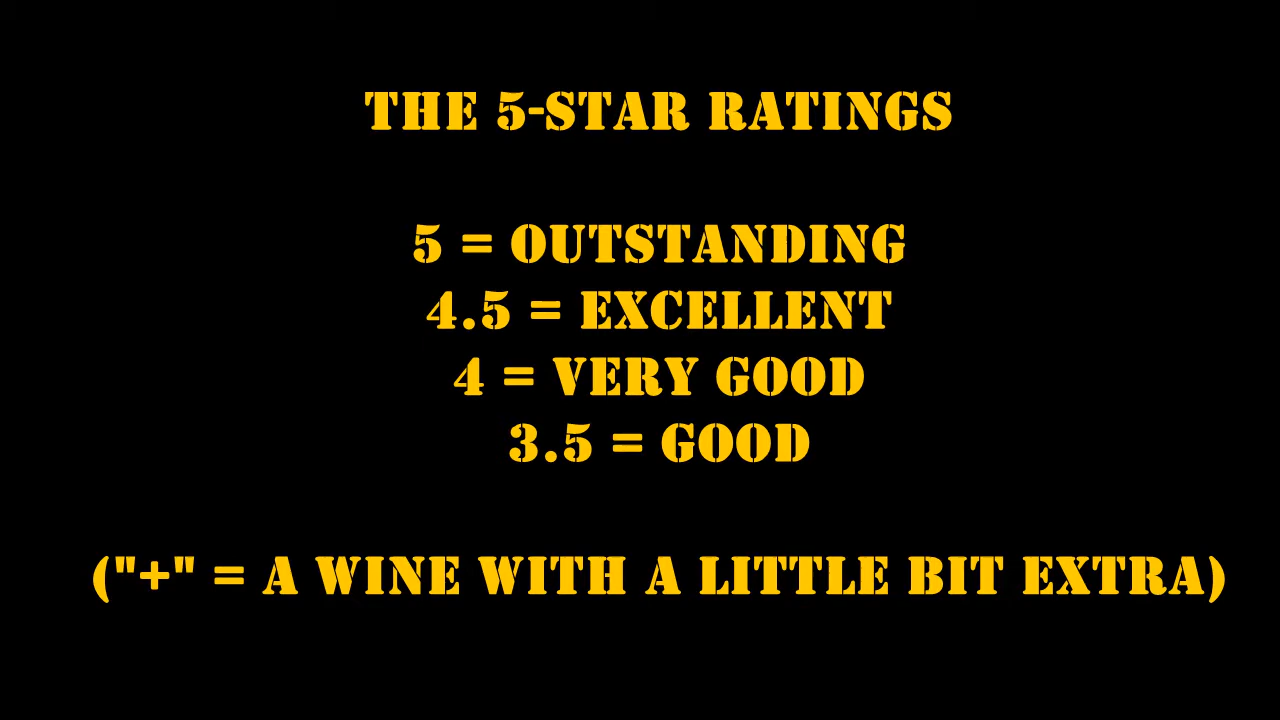 THE 5-STAR RATINGS
5 = OUTSTANDING
4.5 = EXCELLENT
4 = VERY GOOD
3.5 = GOOD
("+" = A WINE WITH A LITTLE BIT EXTRA)